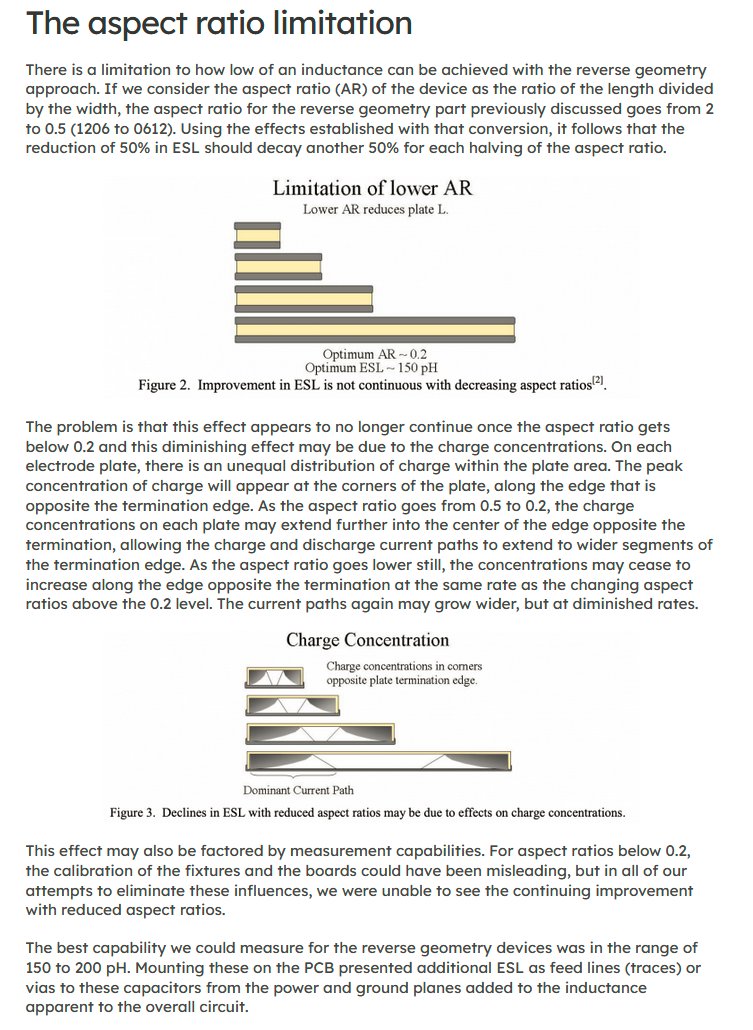 The aspect ratio limitation
There is a limitation to how low of an inductance can be achieved with the reverse geometry
approach. If we consider the aspect ratio (AR) of the device as the ratio of the length divided
by the width, the aspect ratio for the reverse geometry part previously discussed goes from 2
to 0.5 (1206 to 0612). Using the effects established with that conversion, it follows that the
reduction of 50% in ESL should decay another 50% for each halving of the aspect ratio.
Limitation of lower AR
Lower AR reduces plate L.
Optimum AR ~ 0.2
Optimum ESL ~ 150 pH
Figure 2. Improvement in ESL is not continuous with decreasing aspect ratios[2].
The problem is that this effect appears to no longer continue once the aspect ratio gets
below 0.2 and this diminishing effect may be due to the charge concentrations. On each
electrode plate, there is an unequal distribution of charge within the plate area. The peak
concentration of charge will appear at the corners of the plate, along the edge that is
opposite the termination edge. As the aspect ratio goes from 0.5 to 0.2, the charge
concentrations on each plate may extend further into the center of the edge opposite the
termination, allowing the charge and discharge current paths to extend to wider segments of
the termination edge. As the aspect ratio goes lower still, the concentrations may cease to
increase along the edge opposite the termination at the same rate as the changing aspect
ratios above the 0.2 level. The current paths again may grow wider, but at diminished rates.
Charge Concentration
Charge concentrations in corners
opposite plate termination edge.
Dominant Current Path
Figure 3. Declines in ESL with reduced aspect ratios may be due to effects on charge concentrations.
This effect may also be factored by measurement capabilities. For aspect ratios below 0.2,
the calibration of the fixtures and the boards could have been misleading, but in all of our
attempts to eliminate these influences, we were unable to see the continuing improvement
with reduced aspect ratios.
The best capability we could measure for the reverse geometry devices was in the range of
150 to 200 pH. Mounting these on the PCB presented additional ESL as feed lines (traces) or
vias to these capacitors from the power and ground planes added to the inductance
apparent to the overall circuit.